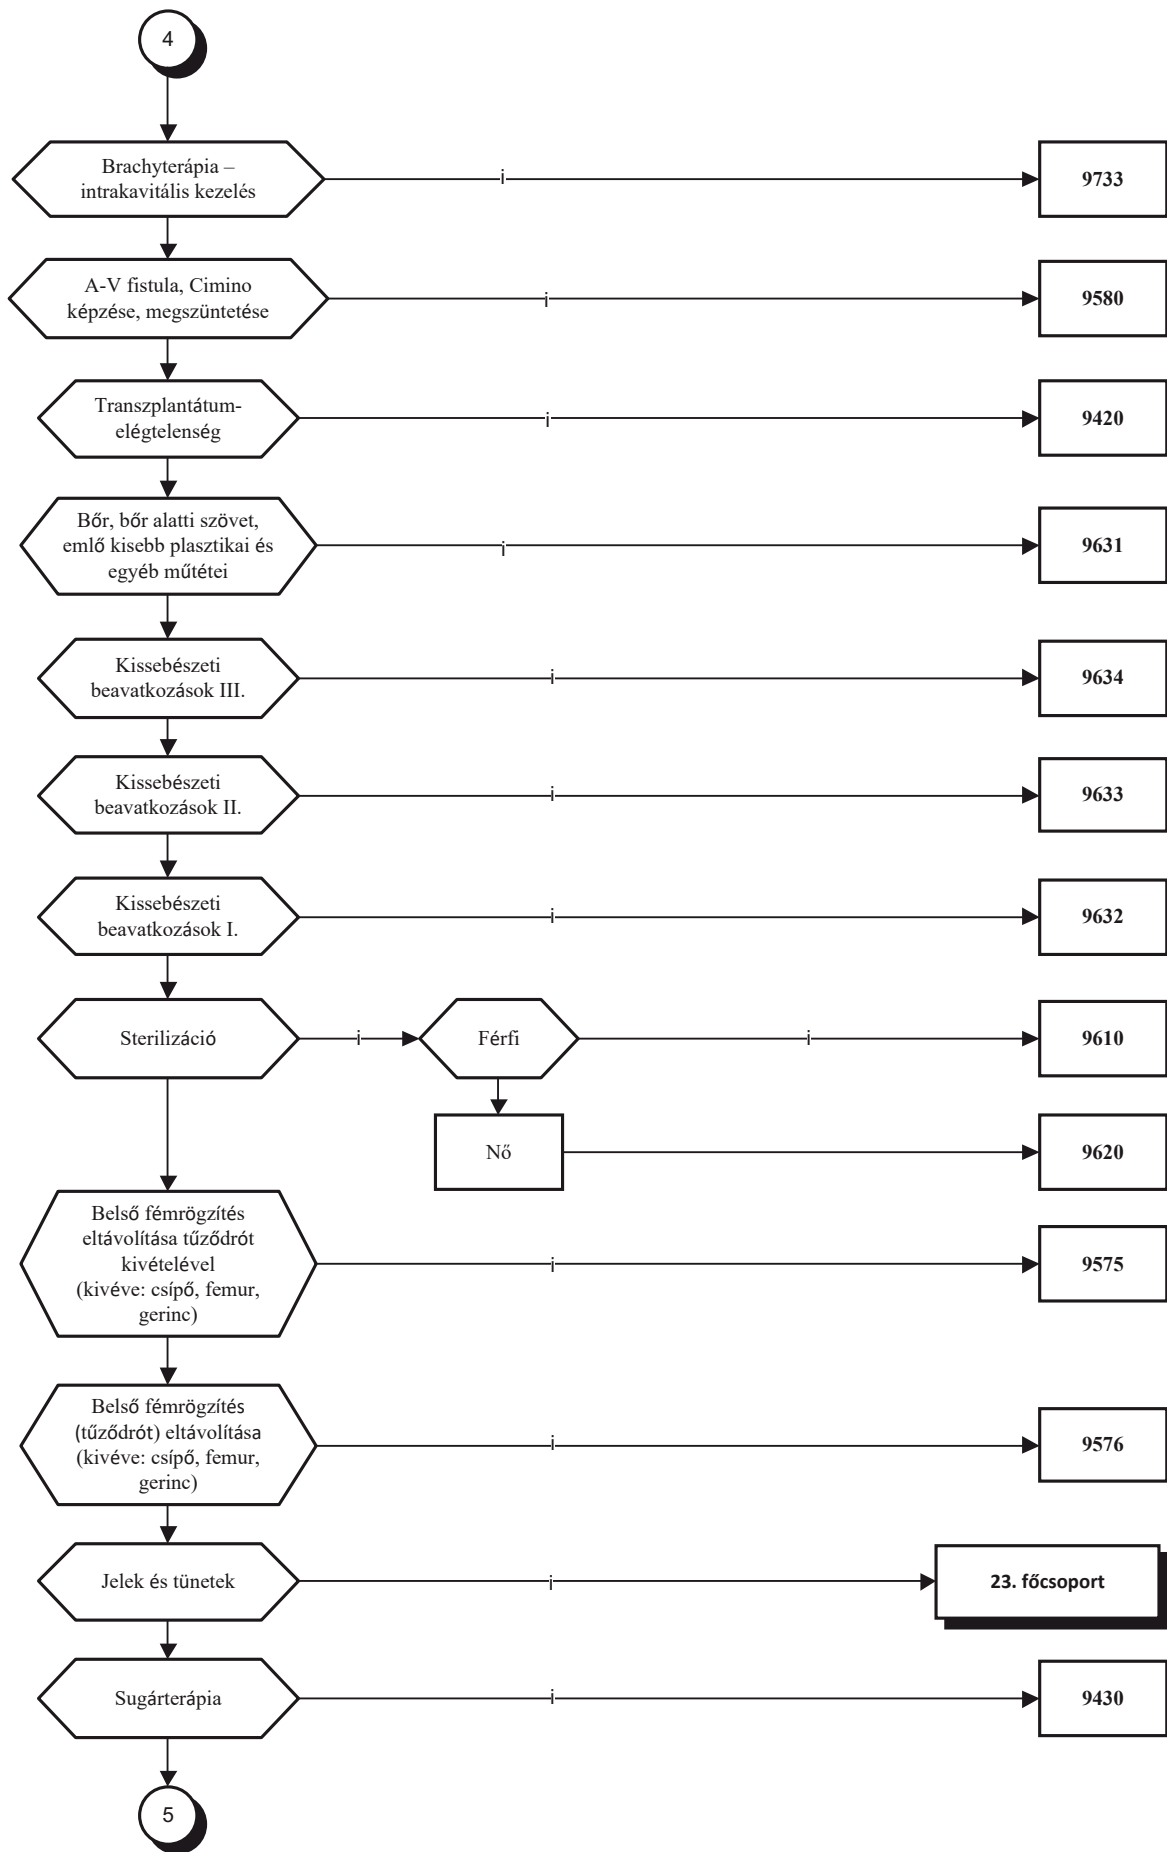 4
Brachyterápia –
intrakavitális kezelés
i
9733
A-V fistula, Cimino
képzése, megszüntetése
i
9580
Transzplantátum-
elégtelenség
i
9420
Bőr, bőr alatti szövet,
emlő kisebb plasztikai és
egyéb műtétei
i
9631
Kissebészeti
beavatkozások III.
i
9634
Kissebészeti
beavatkozások II.
i
9633
Kissebészeti
beavatkozások I.
i
9632
Sterilizáció
i
Férfi
i
9610
Nő
9620
Belső fémrögzítés
eltávolítása tűződrót
kivételével
(kivéve: csípő, femur,
gerinc)
i
9575
Belső fémrögzítés
(tűződrót) eltávolítása
(kivéve: csípő, femur,
gerinc)
i
9576
Jelek és tünetek
i
23. főcsoport
Sugárterápia
i
9430
5